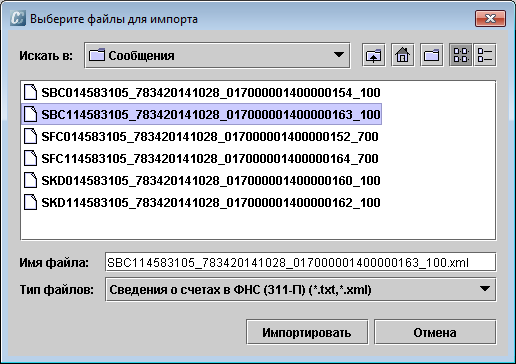 Выберите файлы для импорта
Искать в: Сообщения
SBC014583105_783420141028_017000001400000154_100
SBC114583105_783420141028_017000001400000163_100
SFC014583105_783420141028_017000001400000152_700
SFC114583105_783420141028_017000001400000164_700
SKD014583105_783420141028_017000001400000160_100
SKD114583105_783420141028_017000001400000162_100
Имя файла: SBC114583105_783420141028_017000001400000163_100.xml
Тип файлов: Сведения о счетах в ФНС (311-П) (*.txt,*.xml)
Импортировать Отмена